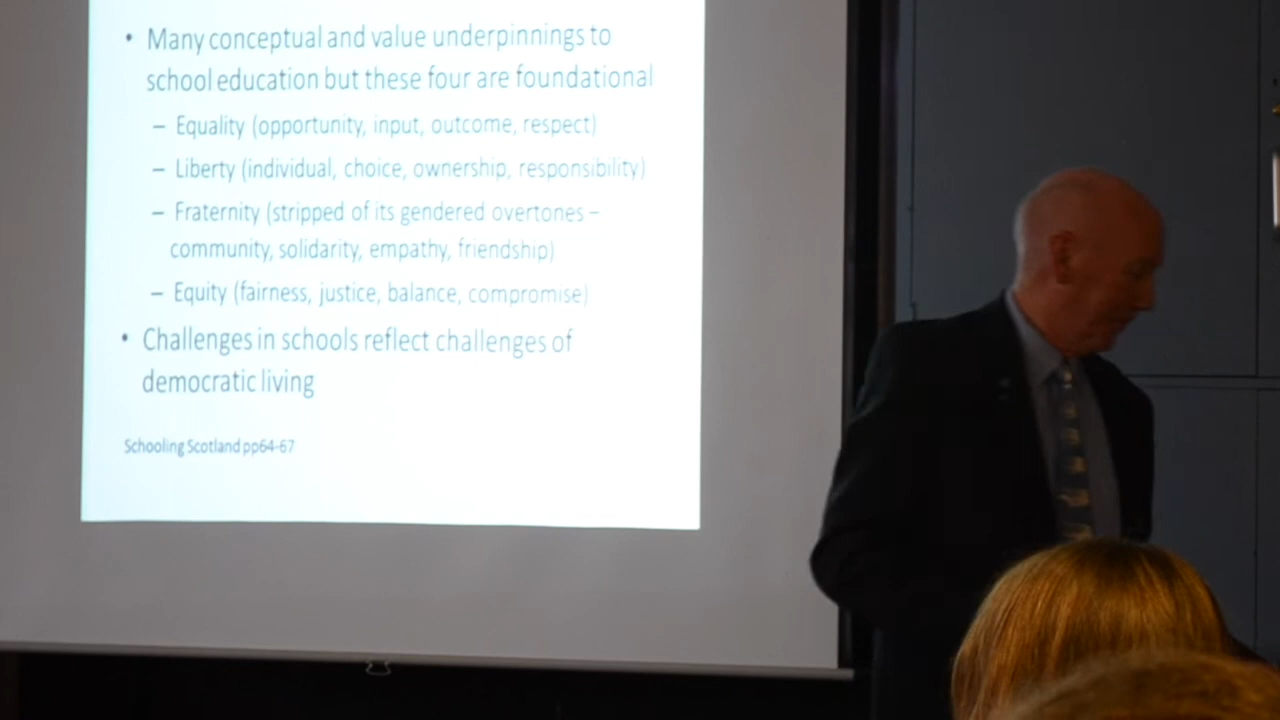 • Many conceptual and value underpinnings to
school education but these four are foundational
– Equality (opportunity, input, outcome, respect)
– Liberty (individual, choice, ownership, responsibility)
– Fraternity (stripped of its gendered overtones –
community, solidarity, empathy, friendship)
– Equity (fairness, justice, balance, compromise)
• Challenges in schools reflect challenges of
democratic living
Schooling Scotland pp64-67